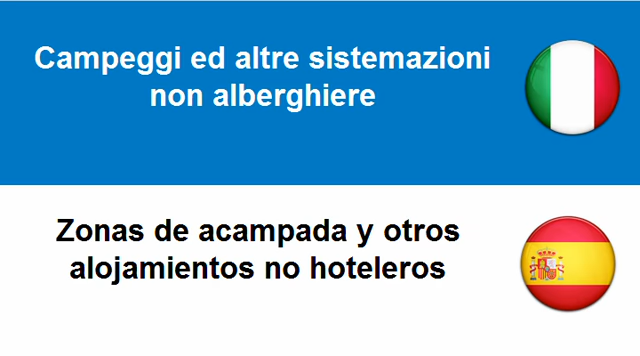 Campeggi ed altre sistemazioni
non alberghiere
Zonas de acampada y otros
alojamientos no hoteleros